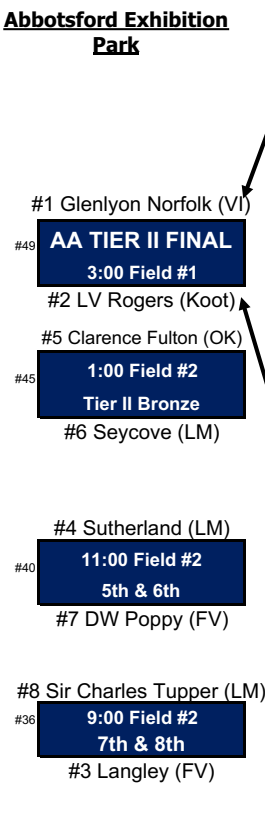 Abbotsford Exhibition
Park
#1 Glenlyon Norfolk (VI)
#49
AA TIER II FINAL
3:00 Field #1
#2 LV Rogers (Koot)
#5 Clarence Fulton (OK)
#45
1:00 Field #2
Tier II Bronze
#6 Seycove (LM)
#4 Sutherland (LM)
#40
11:00 Field #2
5th & 6th
#7 DW Poppy (FV)
#8 Sir Charles Tupper (LM)
#36
9:00 Field #2
7th & 8th
#3 Langley (FV)